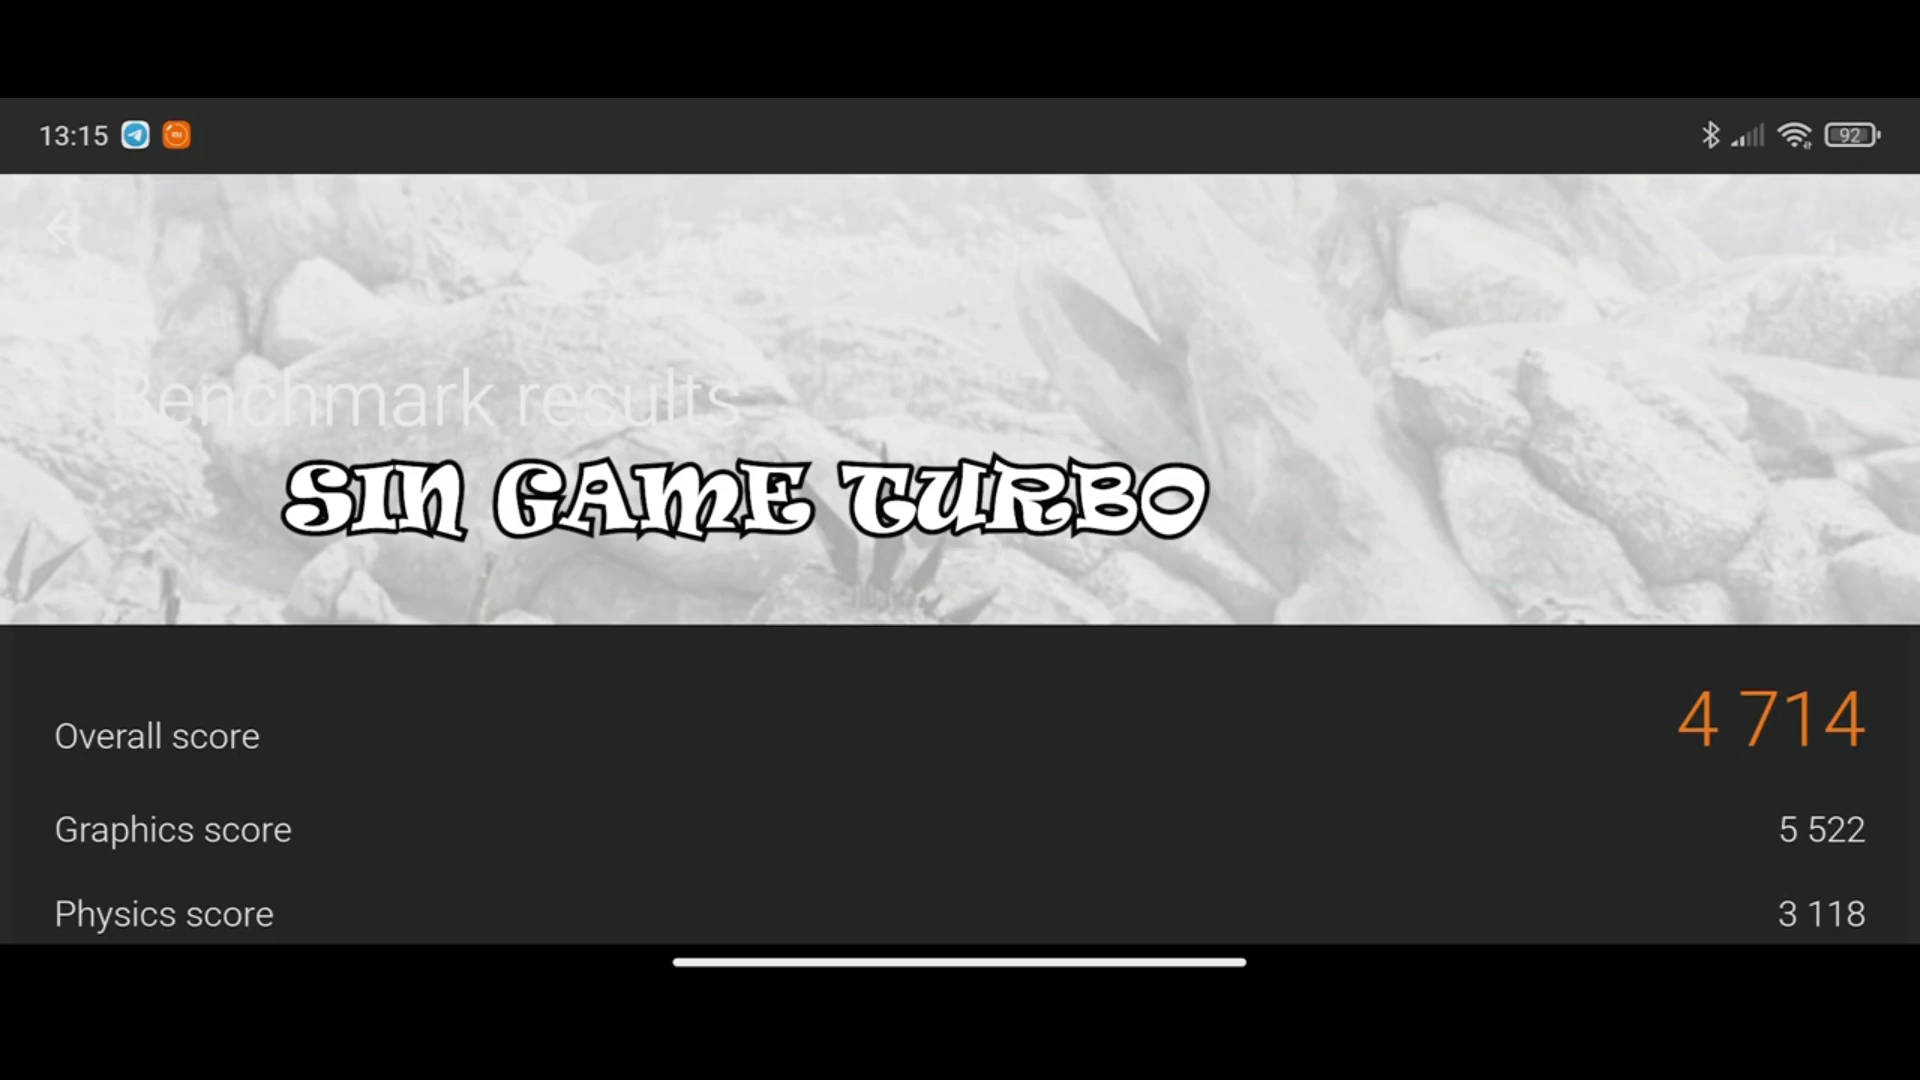 13:15
92
Benchmark results
SIN GAME TURBO
Overall score 4 714
Graphics score 5 522
Physics score 3 118